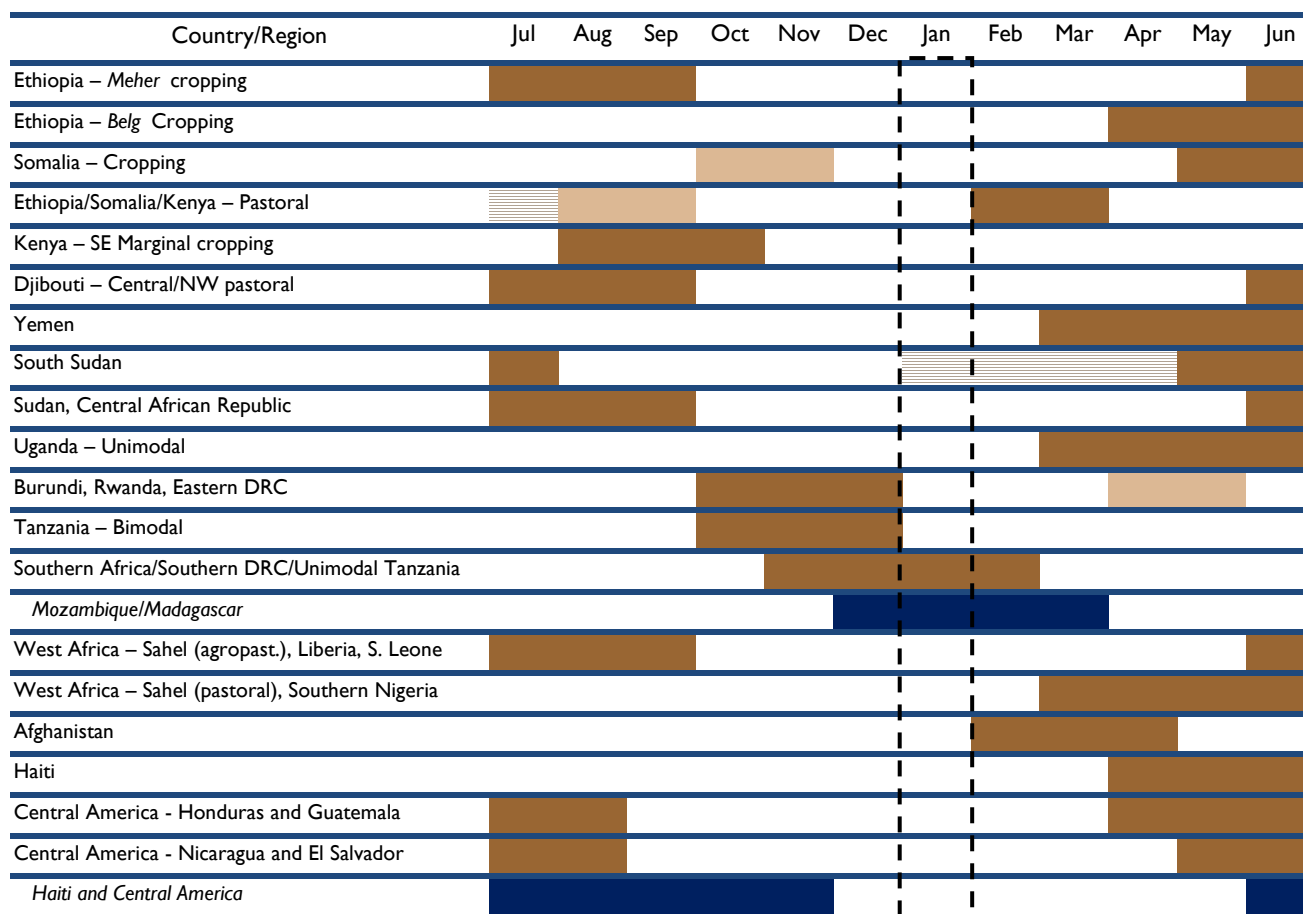 Country/Region Jul Aug Sep Oct Nov Dec Jan Feb Mar Apr May Jun
Ethiopia – Meher cropping
Ethiopia – Belg Cropping
Somalia – Cropping
Ethiopia/Somalia/Kenya – Pastoral
Kenya – SE Marginal cropping
Djibouti – Central/NW pastoral
Yemen
South Sudan
Sudan, Central African Republic
Uganda – Unimodal
Burundi, Rwanda, Eastern DRC
Tanzania – Bimodal
Southern Africa/Southern DRC/Unimodal Tanzania
Mozambique/Madagascar
West Africa – Sahel (agropast.), Liberia, S. Leone
West Africa – Sahel (pastoral), Southern Nigeria
Afghanistan
Haiti
Central America - Honduras and Guatemala
Central America - Nicaragua and El Salvador
Haiti and Central America